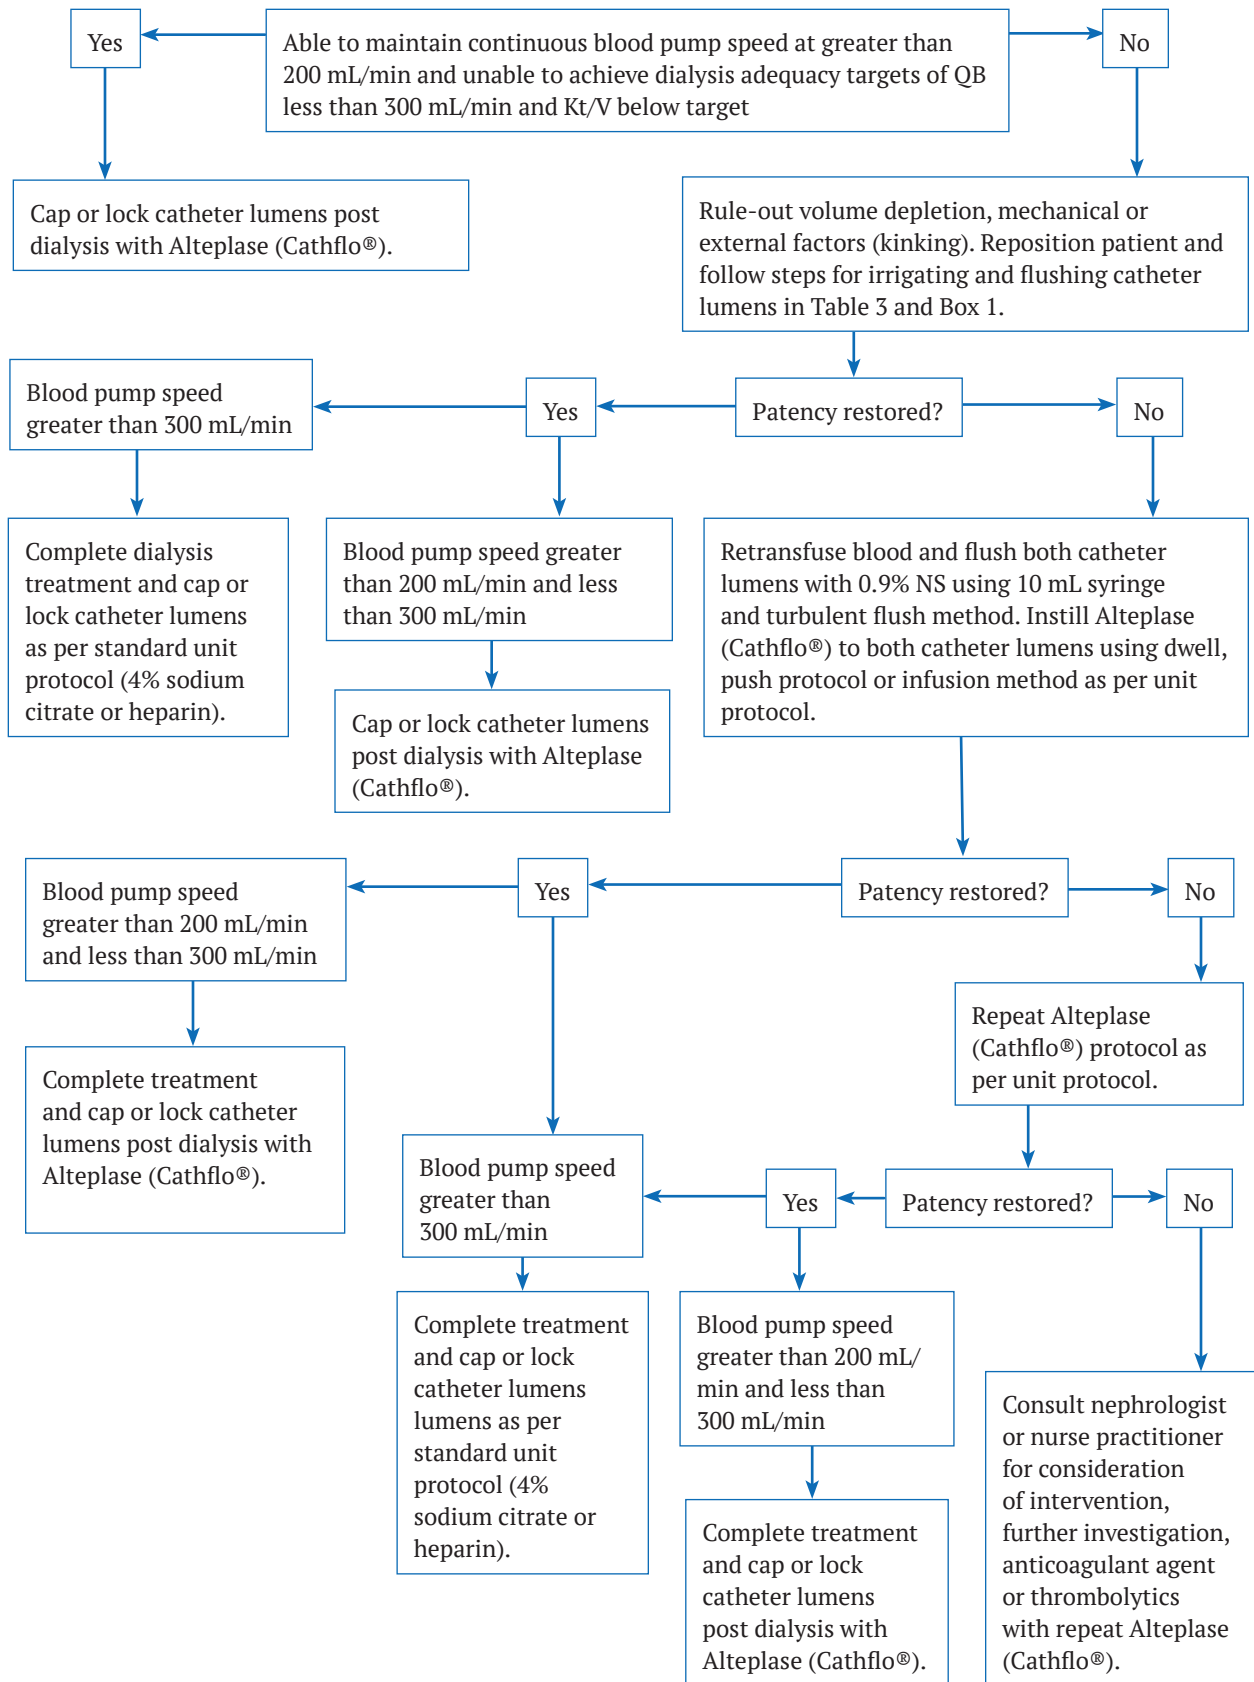 Yes
Able to maintain continuous blood pump speed at greater than
200 mL/min and unable to achieve dialysis adequacy targets of QB
less than 300 mL/min and Kt/V below target
No
Cap or lock catheter lumens post
dialysis with Alteplase (Cathflo®).
Rule-out volume depletion, mechanical or
external factors (kinking). Reposition patient and
follow steps for irrigating and flushing catheter
lumens in Table 3 and Box 1.
Blood pump speed
greater than 300 mL/min
Yes
Patency restored?
No
Complete dialysis
treatment and cap or
lock catheter lumens
as per standard unit
protocol (4% sodium
citrate or heparin).
Blood pump speed greater
than 200 mL/min and less
than 300 mL/min
Retransfuse blood and flush both catheter
lumens with 0.9% NS using 10 mL syringe
and turbulent flush method. Instill Alteplase
(Cathflo®) to both catheter lumens using dwell,
push protocol or infusion method as per unit
protocol.
Cap or lock catheter lumens
post dialysis with Alteplase
(Cathflo®).
Blood pump speed
greater than 200 mL/min
and less than 300 mL/min
Yes
Patency restored?
No
Repeat Alteplase
(Cathflo®) protocol as
per unit protocol.
Complete treatment
and cap or lock catheter
lumens post dialysis with
Alteplase (Cathflo®).
Blood pump speed
greater than
300 mL/min
Yes
Patency restored?
No
Complete treatment
and cap or lock
catheter lumens
lumens as per
standard unit
protocol (4%
sodium citrate or
heparin).
Blood pump speed
greater than 200 mL/
min and less than
300 mL/min
Consult nephrologist
or nurse practitioner
for consideration
of intervention,
further investigation,
anticoagulant agent
or thrombolytics
with repeat Alteplase
(Cathflo®).
Complete treatment
and cap or lock
catheter lumens
post dialysis with
Alteplase (Cathflo®).